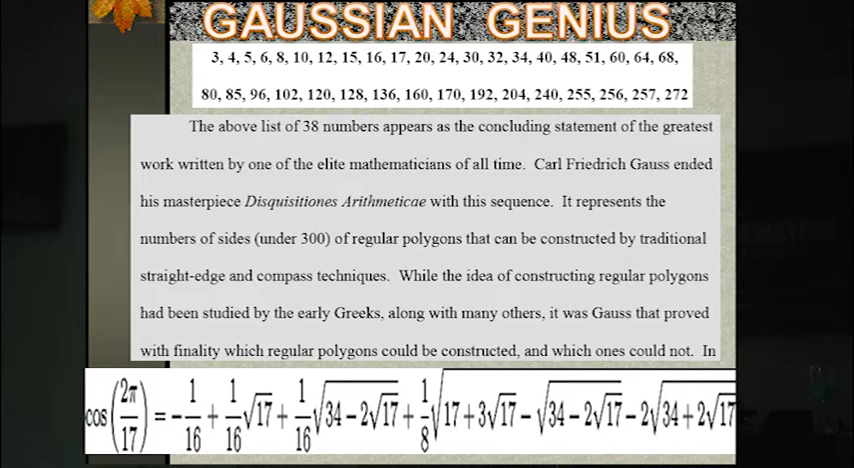 GAUSSIAN GENIUS
3, 4, 5, 6, 8, 10, 12, 15, 16, 17, 20, 24, 30, 32, 34, 40, 48, 51, 60, 64, 68,
80, 85, 96, 102, 120, 128, 136, 160, 170, 192, 204, 240, 255, 256, 257, 272
The above list of 38 numbers appears as the concluding statement of the greatest
work written by one of the elite mathematicians of all time. Carl Friedrich Gauss ended
his masterpiece Disquisitiones Arithmeticae with this sequence. It represents the
numbers of sides (under 300) of regular polygons that can be constructed by traditional
straight-edge and compass techniques. While the idea of constructing regular polygons
had been studied by the early Greeks, along with many others, it was Gauss that proved
with finality which regular polygons could be constructed, and which ones could not. In
cos(2π/17) = -1/16 + 1/16√17 + 1/16√(34-2√17) + 1/8√(17+3√17-√(34-2√17)-2√(34+2√17